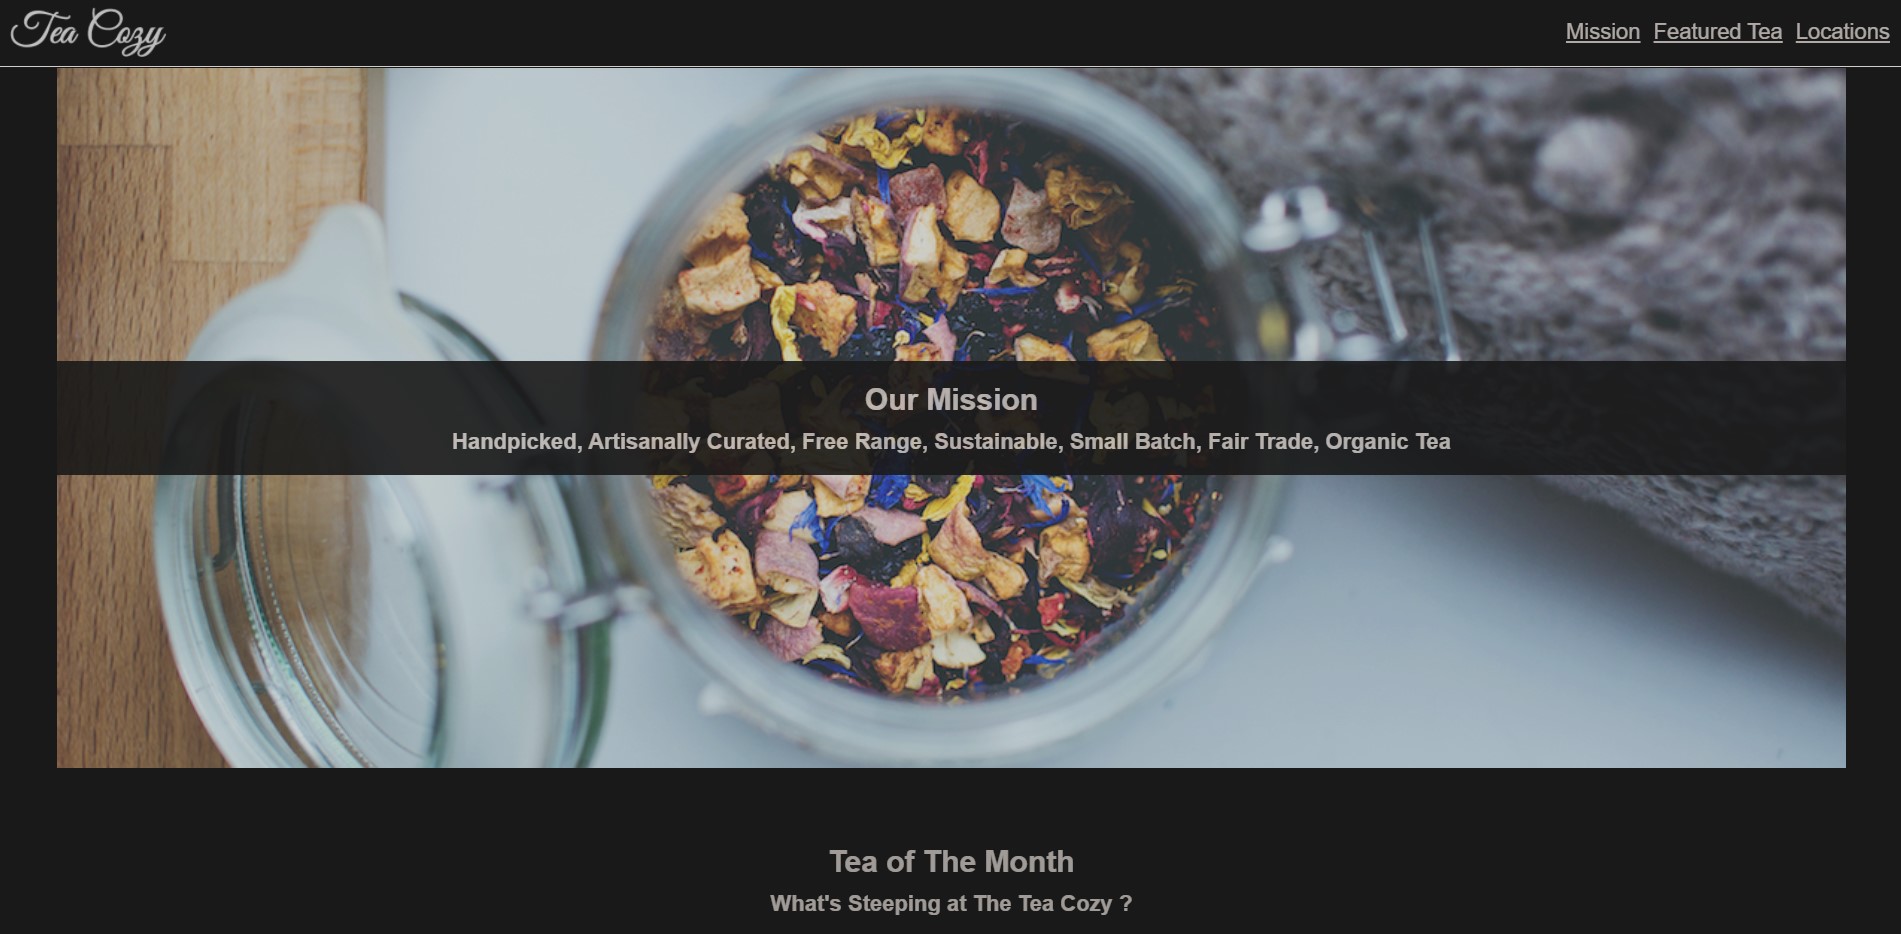 Tea Cozy
Mission Featured Tea Locations
Our Mission
Handpicked, Artisanally Curated, Free Range, Sustainable, Small Batch, Fair Trade, Organic Tea
Tea of The Month
What's Steeping at The Tea Cozy ?